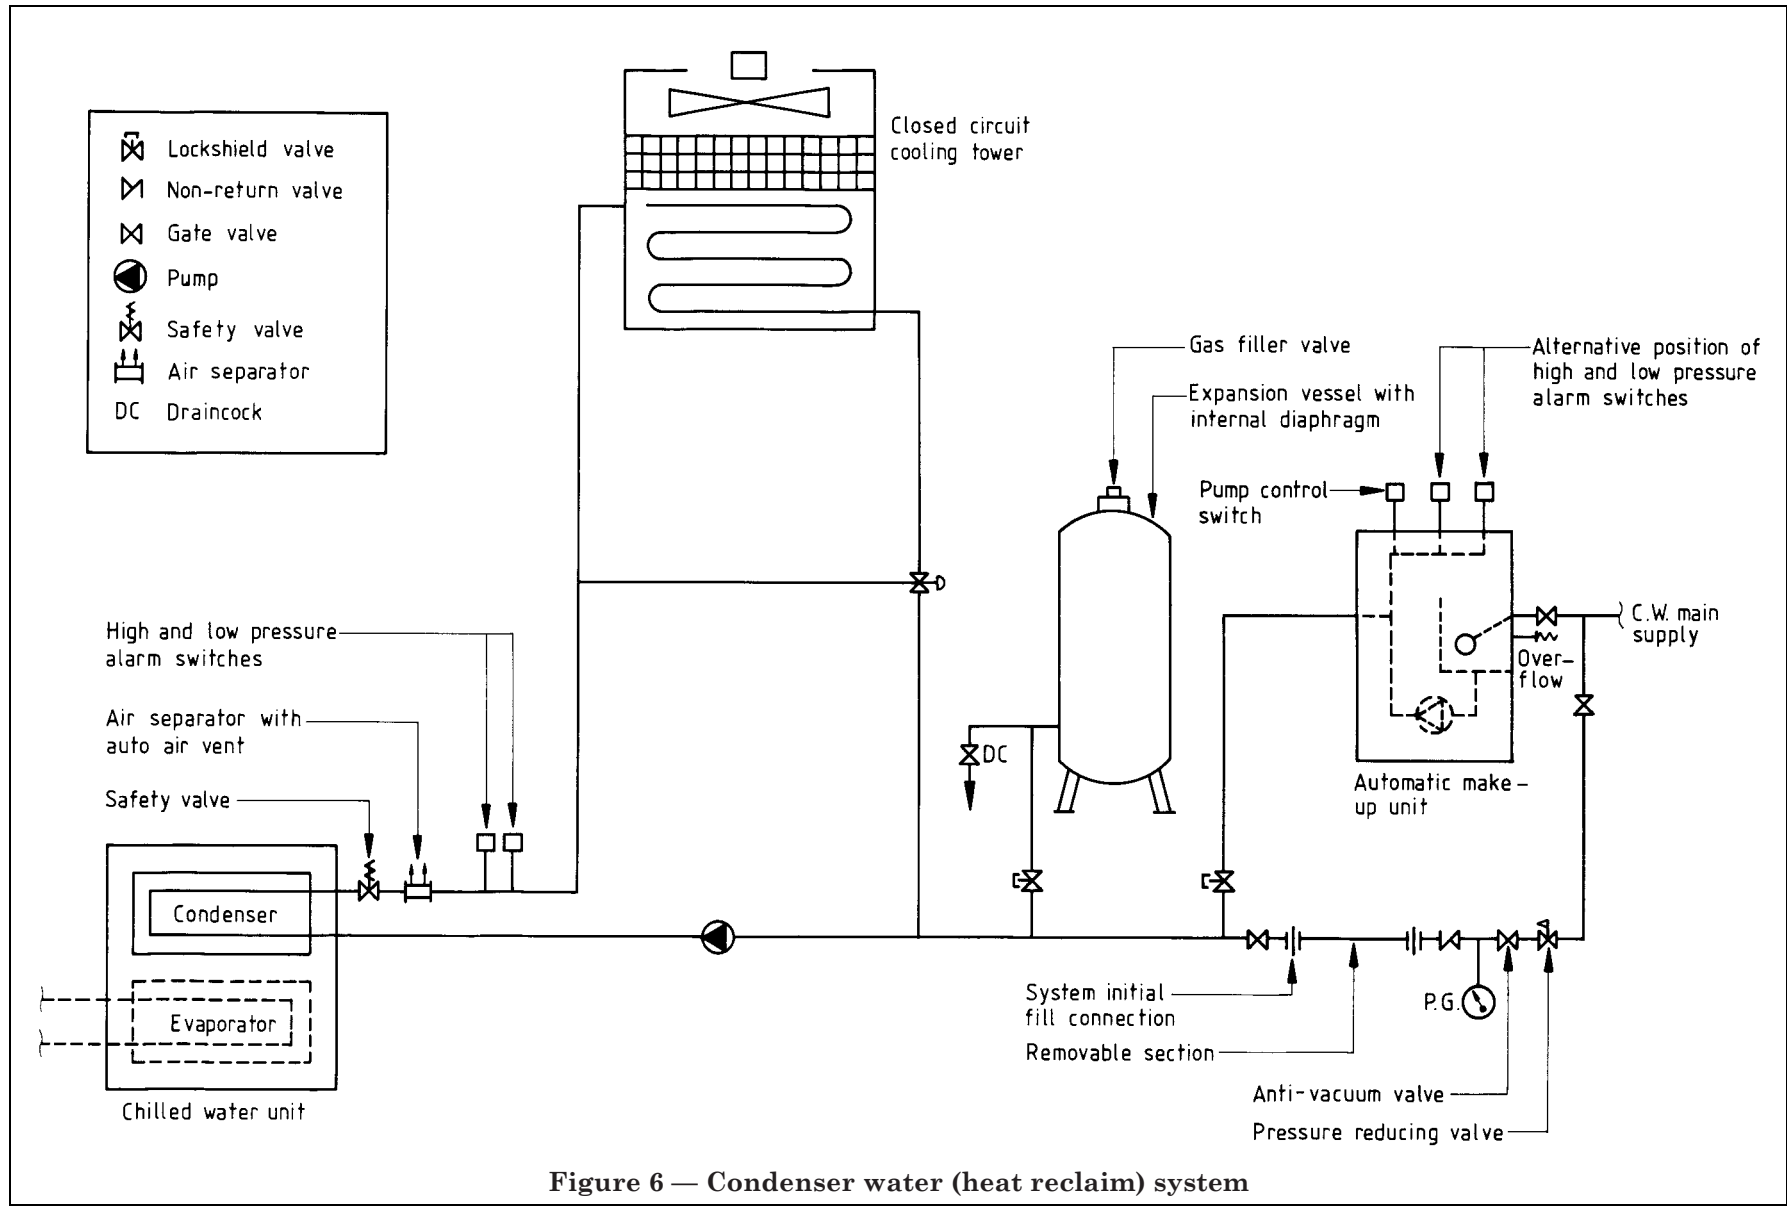 Lockshield valve
Non-return valve
Gate valve
Pump
Safety valve
Air separator
DC Draincock
Closed circuit
cooling tower
Gas filler valve
Expansion vessel with
internal diaphragm
Alternative position of
high and low pressure
alarm switches
Pump control
switch
C.W. main
supply
Over-
flow
Automatic make-
up unit
DC
High and low pressure
alarm switches
Air separator with
auto air vent
Safety valve
Condenser
Evaporator
Chilled water unit
System initial
fill connection
Removable section
P.G.
Anti-vacuum valve
Pressure reducing valve
Figure 6 — Condenser water (heat reclaim) system